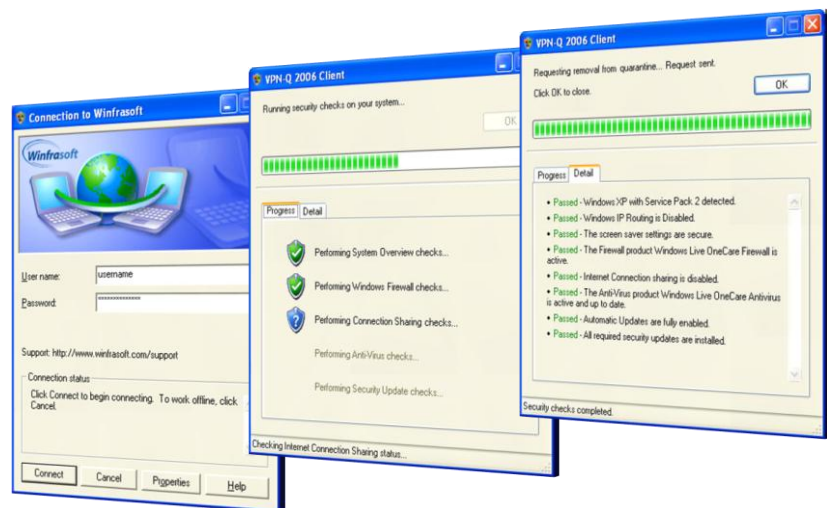 Connection to Winfrasoft
Winfrasoft
User name:
username
Password:
Support: http://www.winfrasoft.com/support
Connection status
Click Connect to begin connecting. To work offline, click
Cancel.
Connect
Cancel
Properties
Help
VPN-Q 2006 Client
Running security checks on your system...
OK
Progress
Detail
Performing System Overview checks...
Performing Windows Firewall checks...
Performing Connection Sharing checks...
Performing Anti-Virus checks...
Performing Security Update checks...
Checking Internet Connection Sharing status...
VPN-Q 2006 Client
Requesting removal from quarantine... Request sent.
Click OK to close.
OK
Progress
Detail
• Passed - Windows XP with Service Pack 2 detected.
• Passed - Windows IP Routing is Disabled.
• Passed - The screen saver settings are secure.
• Passed - The Firewall product Windows Live OneCare Firewall is
active.
• Passed - Internet Connection sharing is disabled.
• Passed - The Anti-Virus product Windows Live OneCare Antivirus
is active and up to date.
• Passed - Automatic Updates are fully enabled.
• Passed - All required security updates are installed.
Security checks completed.